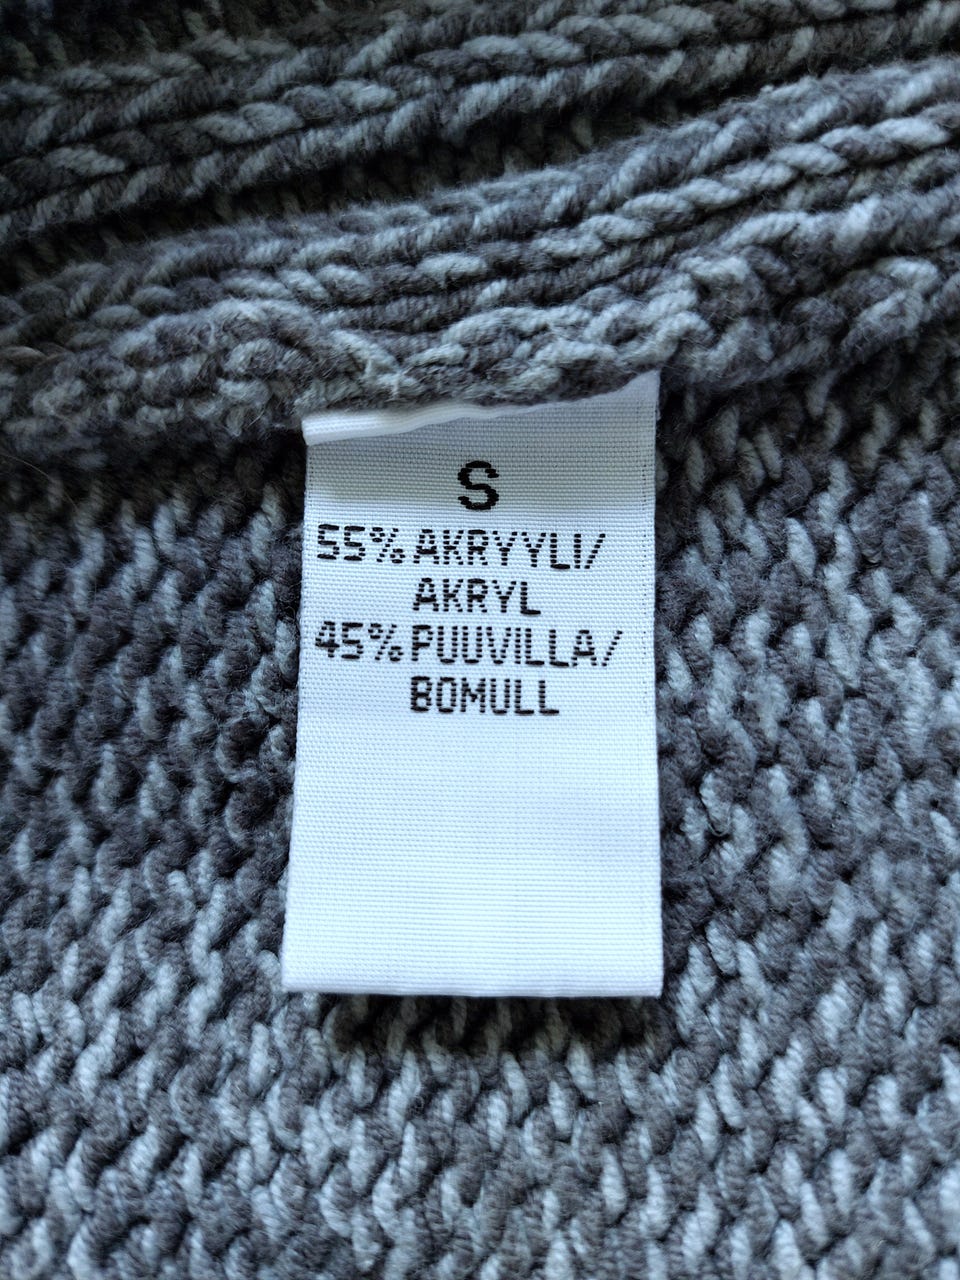 S
55% AKRYYLI/
AKRYL
45% PUUVILLA/
BOMULL